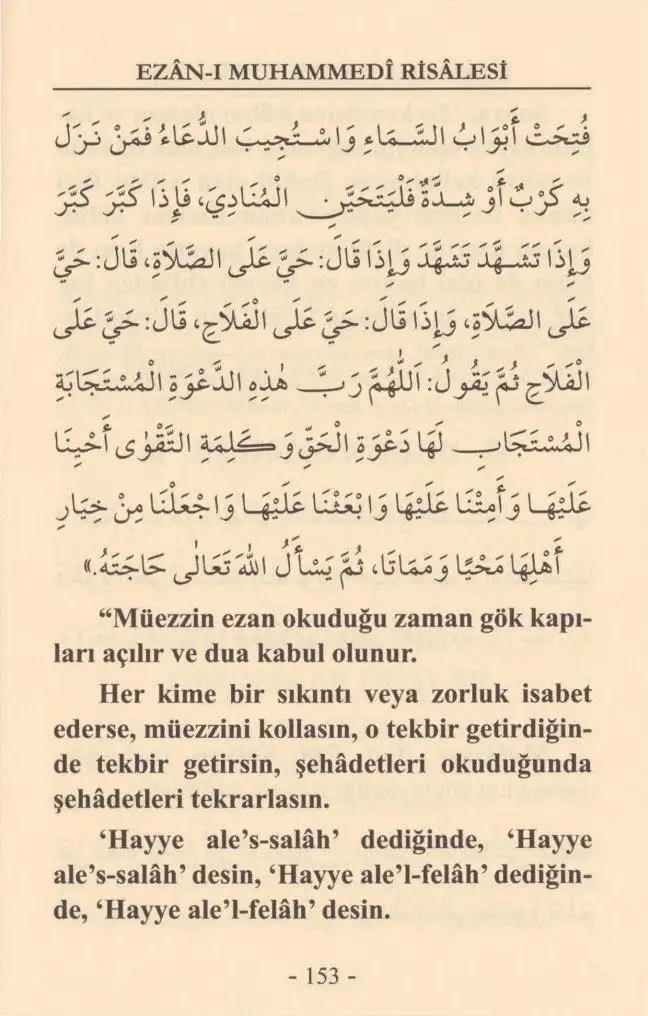 EZÂN-I MUHAMMEDÎ RİSÂLESİ
فُتِحَتْ أَبْوَابُ السَّمَاءِ وَاسْتُجِيبَ الدُّعَاءُ فَمَنْ نَزَلَ
بِهِ كَرْبٌ أَوْ شِدَّةٌ فَلْيَتَحَيَّنِ الْمُنَادِيَ، فَإِذَا كَبَّرَ كَبَّرَ
وَإِذَا تَشَهَّدَ تَشَهَّدَ وَإِذَا قَالَ: حَيَّ عَلَى الصَّلَاةِ، قَالَ: حَيَّ
عَلَى الصَّلَاةِ، وَإِذَا قَالَ: حَيَّ عَلَى الْفَلَاحِ، قَالَ: حَيَّ عَلَى
الْفَلَاحِ ثُمَّ يَقُولُ: اَللّٰهُمَّ رَبَّ هٰذِهِ الدَّعْوَةِ الْمُسْتَجَابَةِ
الْمُسْتَجَابِ لَهَا دَعْوَةِ الْحَقِّ وَكَلِمَةِ التَّقْوٰى أَحْيِنَا
عَلَيْهَا وَأَمِتْنَا عَلَيْهَا وَابْعَثْنَا عَلَيْهَا وَاجْعَلْنَا مِنْ خِيَارِ
أَهْلِهَا مَحْيًا وَمَمَاتًا، ثُمَّ يَسْأَلُ اللّٰهَ تَعَالٰى حَاجَتَهُ.»
“Müezzin ezan okuduğu zaman gök kapı-
ları açılır ve dua kabul olunur.
Her kime bir sıkıntı veya zorluk isabet
ederse, müezzini kollasın, o tekbir getirdiğin-
de tekbir getirsin, şehâdetleri okuduğunda
şehâdetleri tekrarlasın.
‘Hayye ale’s-salâh’ dediğinde, ‘Hayye
ale’s-salâh’ desin, ‘Hayye ale’l-felâh’ dediğin-
de, ‘Hayye ale’l-felâh’ desin.
- 153 -